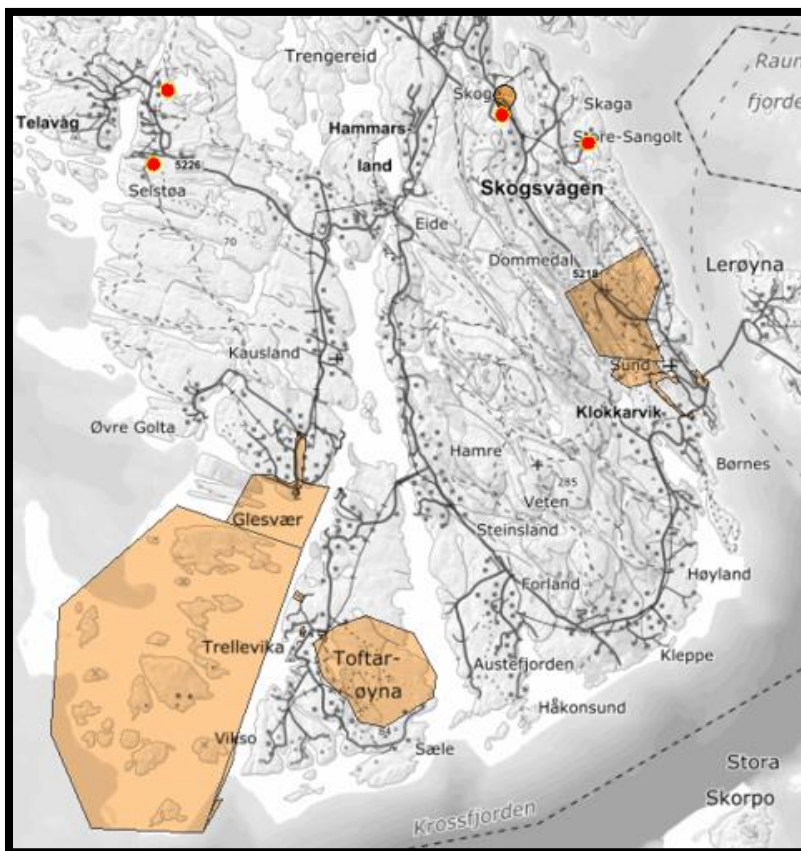 Trengereid
Raun
fjorde
Skog
Skaga
Telavåg
Hammars-
land
Store-Sangolt
5226
Selstøa
Skogsvågen
Eide
70
Dommedal
Lerøyna
5218
Kausland
Sund
Klokkarvik
Øvre Golta
Hamre
Børnes
285
Veten
Glesvær
Steinsland
Høyland
Forland
Trellevika
Toftar-
øyna
Austefjorden
Kleppe
Håkonsund
Vikso
54
Sæle
Stora
Skorpo
Krossfjorden